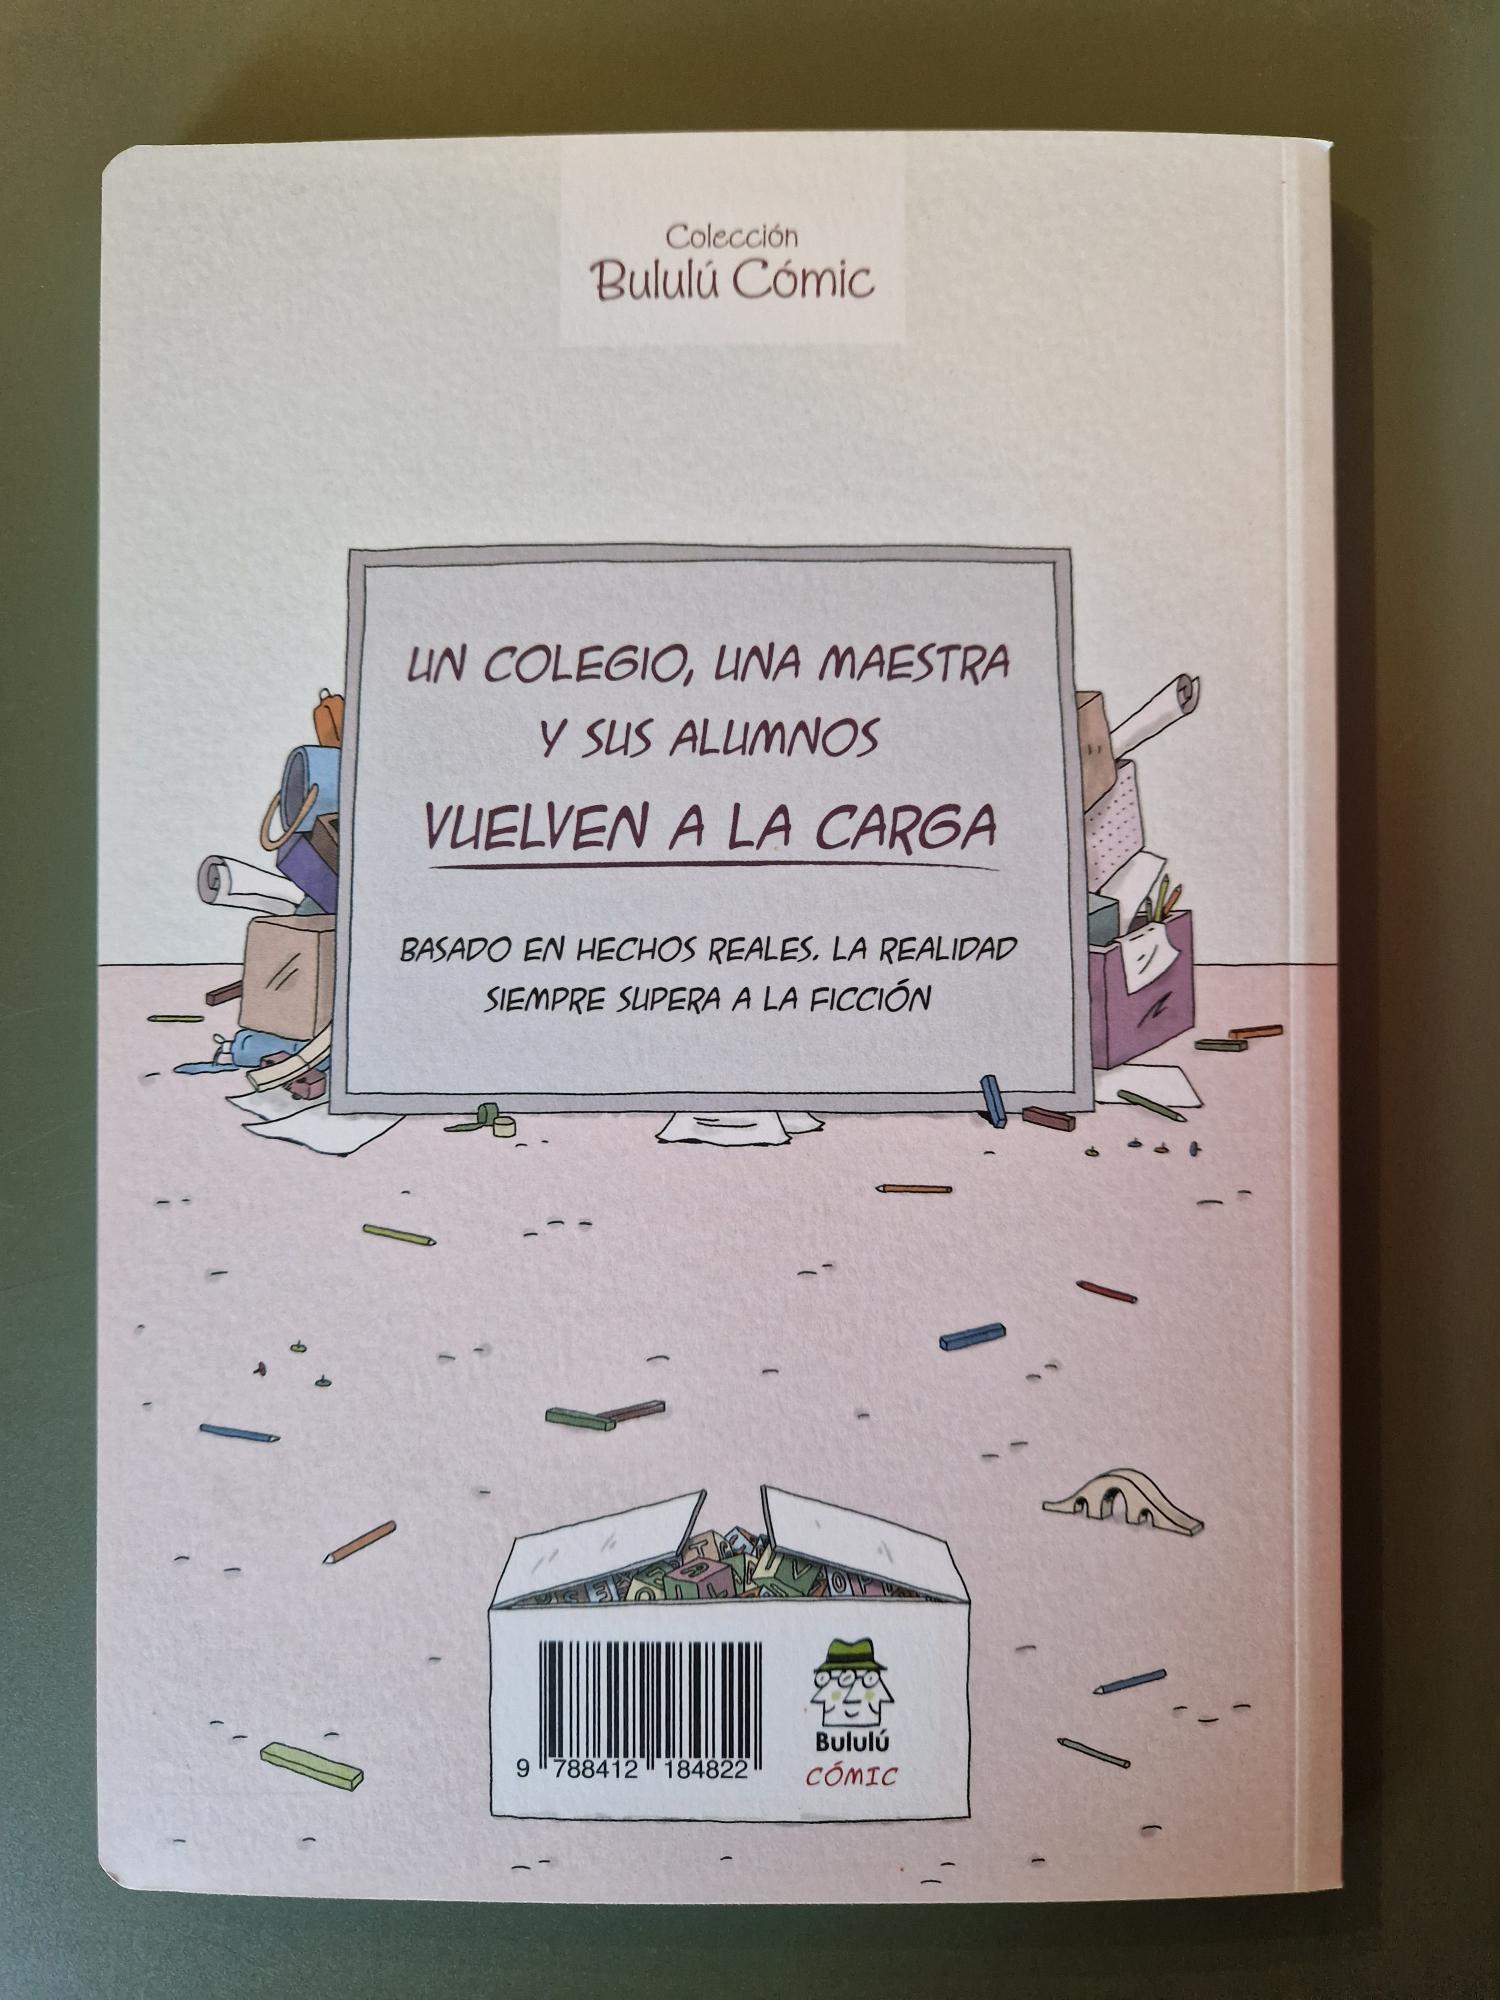 Colección
Bululú Cómic
UN COLEGIO, UNA MAESTRA
Y SUS ALUMNOS
VUELVEN A LA CARGA
BASADO EN HECHOS REALES. LA REALIDAD
SIEMPRE SUPERA A LA FICCIÓN
9 788412 184822
Bululú
CÓMIC